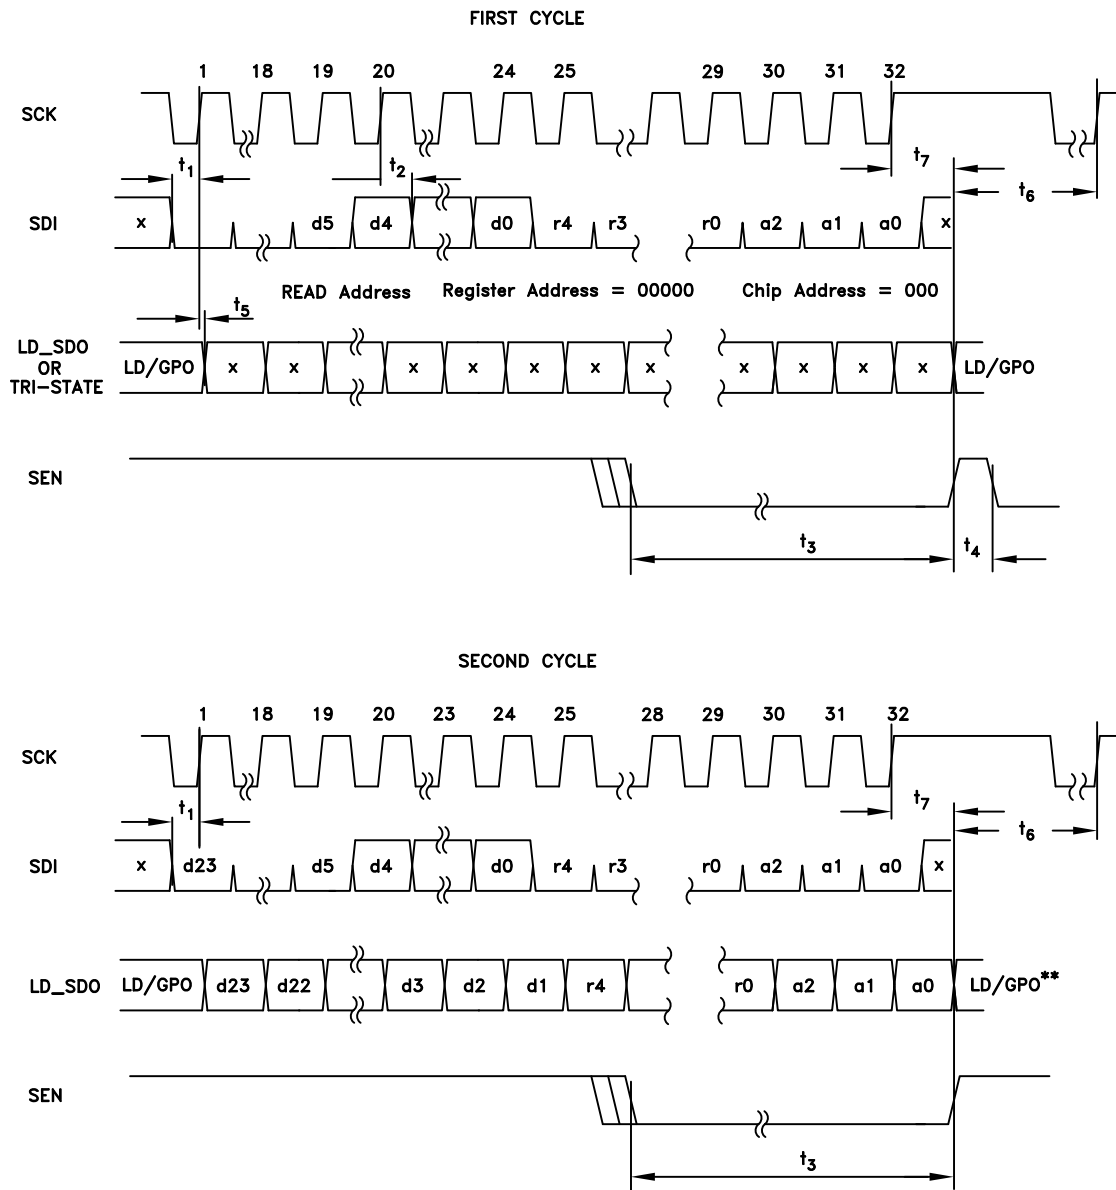 FIRST CYCLE
1 18 19 20 24 25 29 30 31 32
SCK
t1 t2 t7 t6
SDI x d5 d4 d0 r4 r3 r0 a2 a1 a0 x
READ Address Register Address = 00000 Chip Address = 000
t5
LD_SDO
OR
TRI-STATE
LD/GPO x x x x x x x x x x x LD/GPO
SEN
t3 t4
SECOND CYCLE
1 18 19 20 23 24 25 28 29 30 31 32
SCK
t1 t7 t6
SDI x d23 d5 d4 d0 r4 r3 r0 a2 a1 a0 x
LD_SDO LD/GPO d23 d22 d3 d2 d1 r4 r0 a2 a1 a0 LD/GPO**
SEN
t3